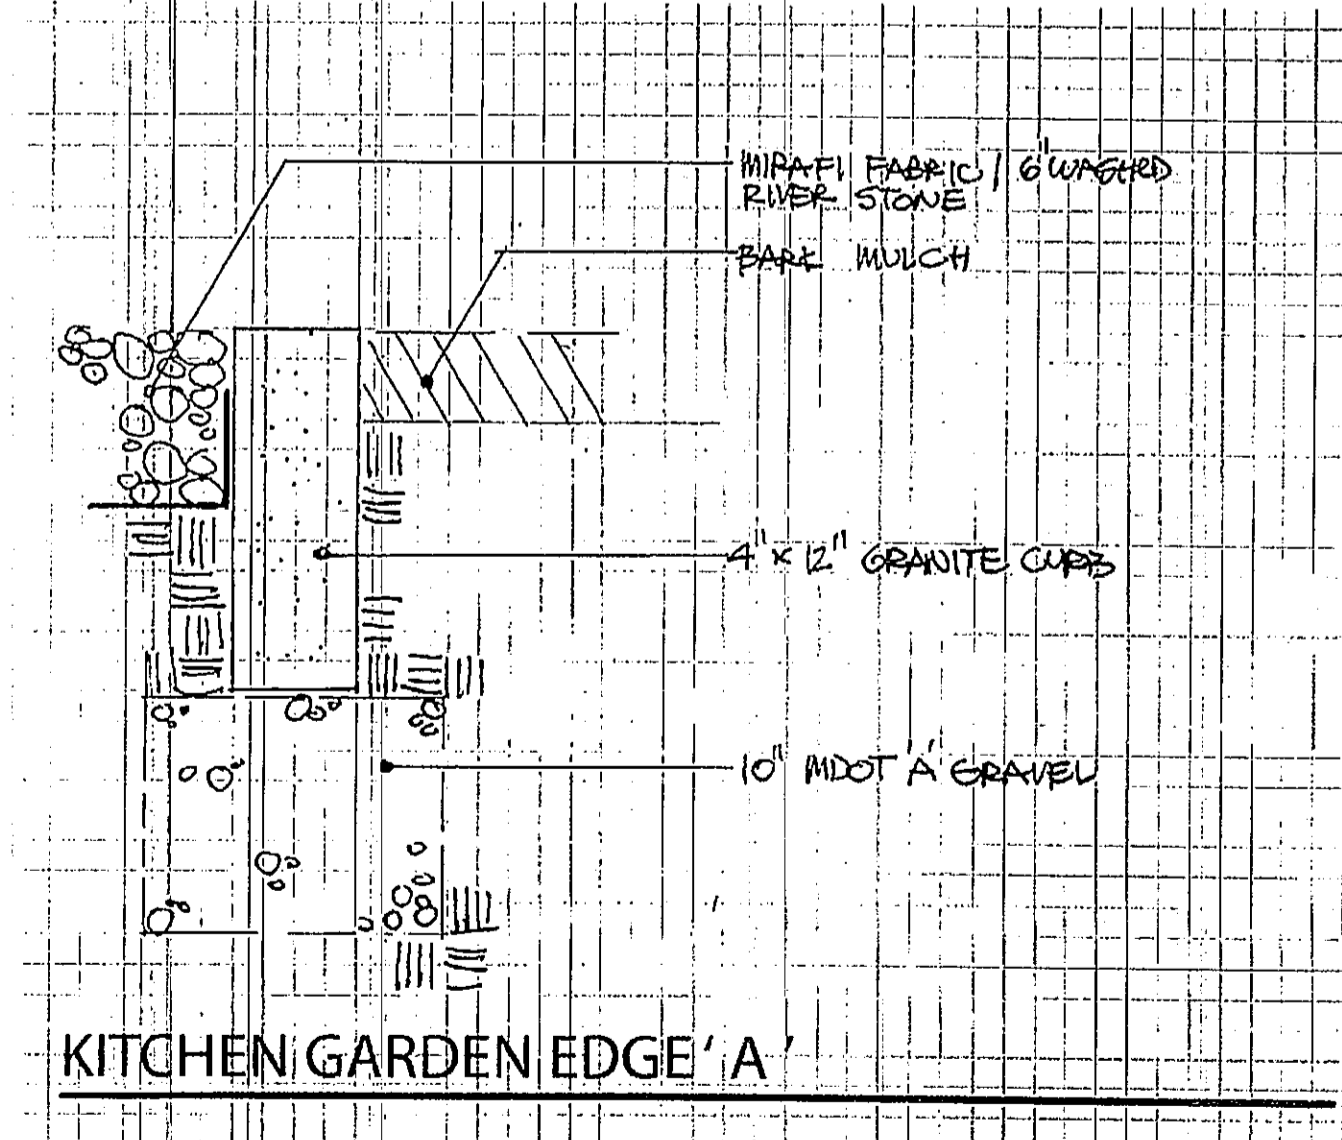 MIRAFI FABRIC / 6" WASHED
RIVER STONE
BARK MULCH
4" x 12" GRANITE CURB
10" MDOT 'A' GRAVEL
KITCHEN GARDEN EDGE 'A'